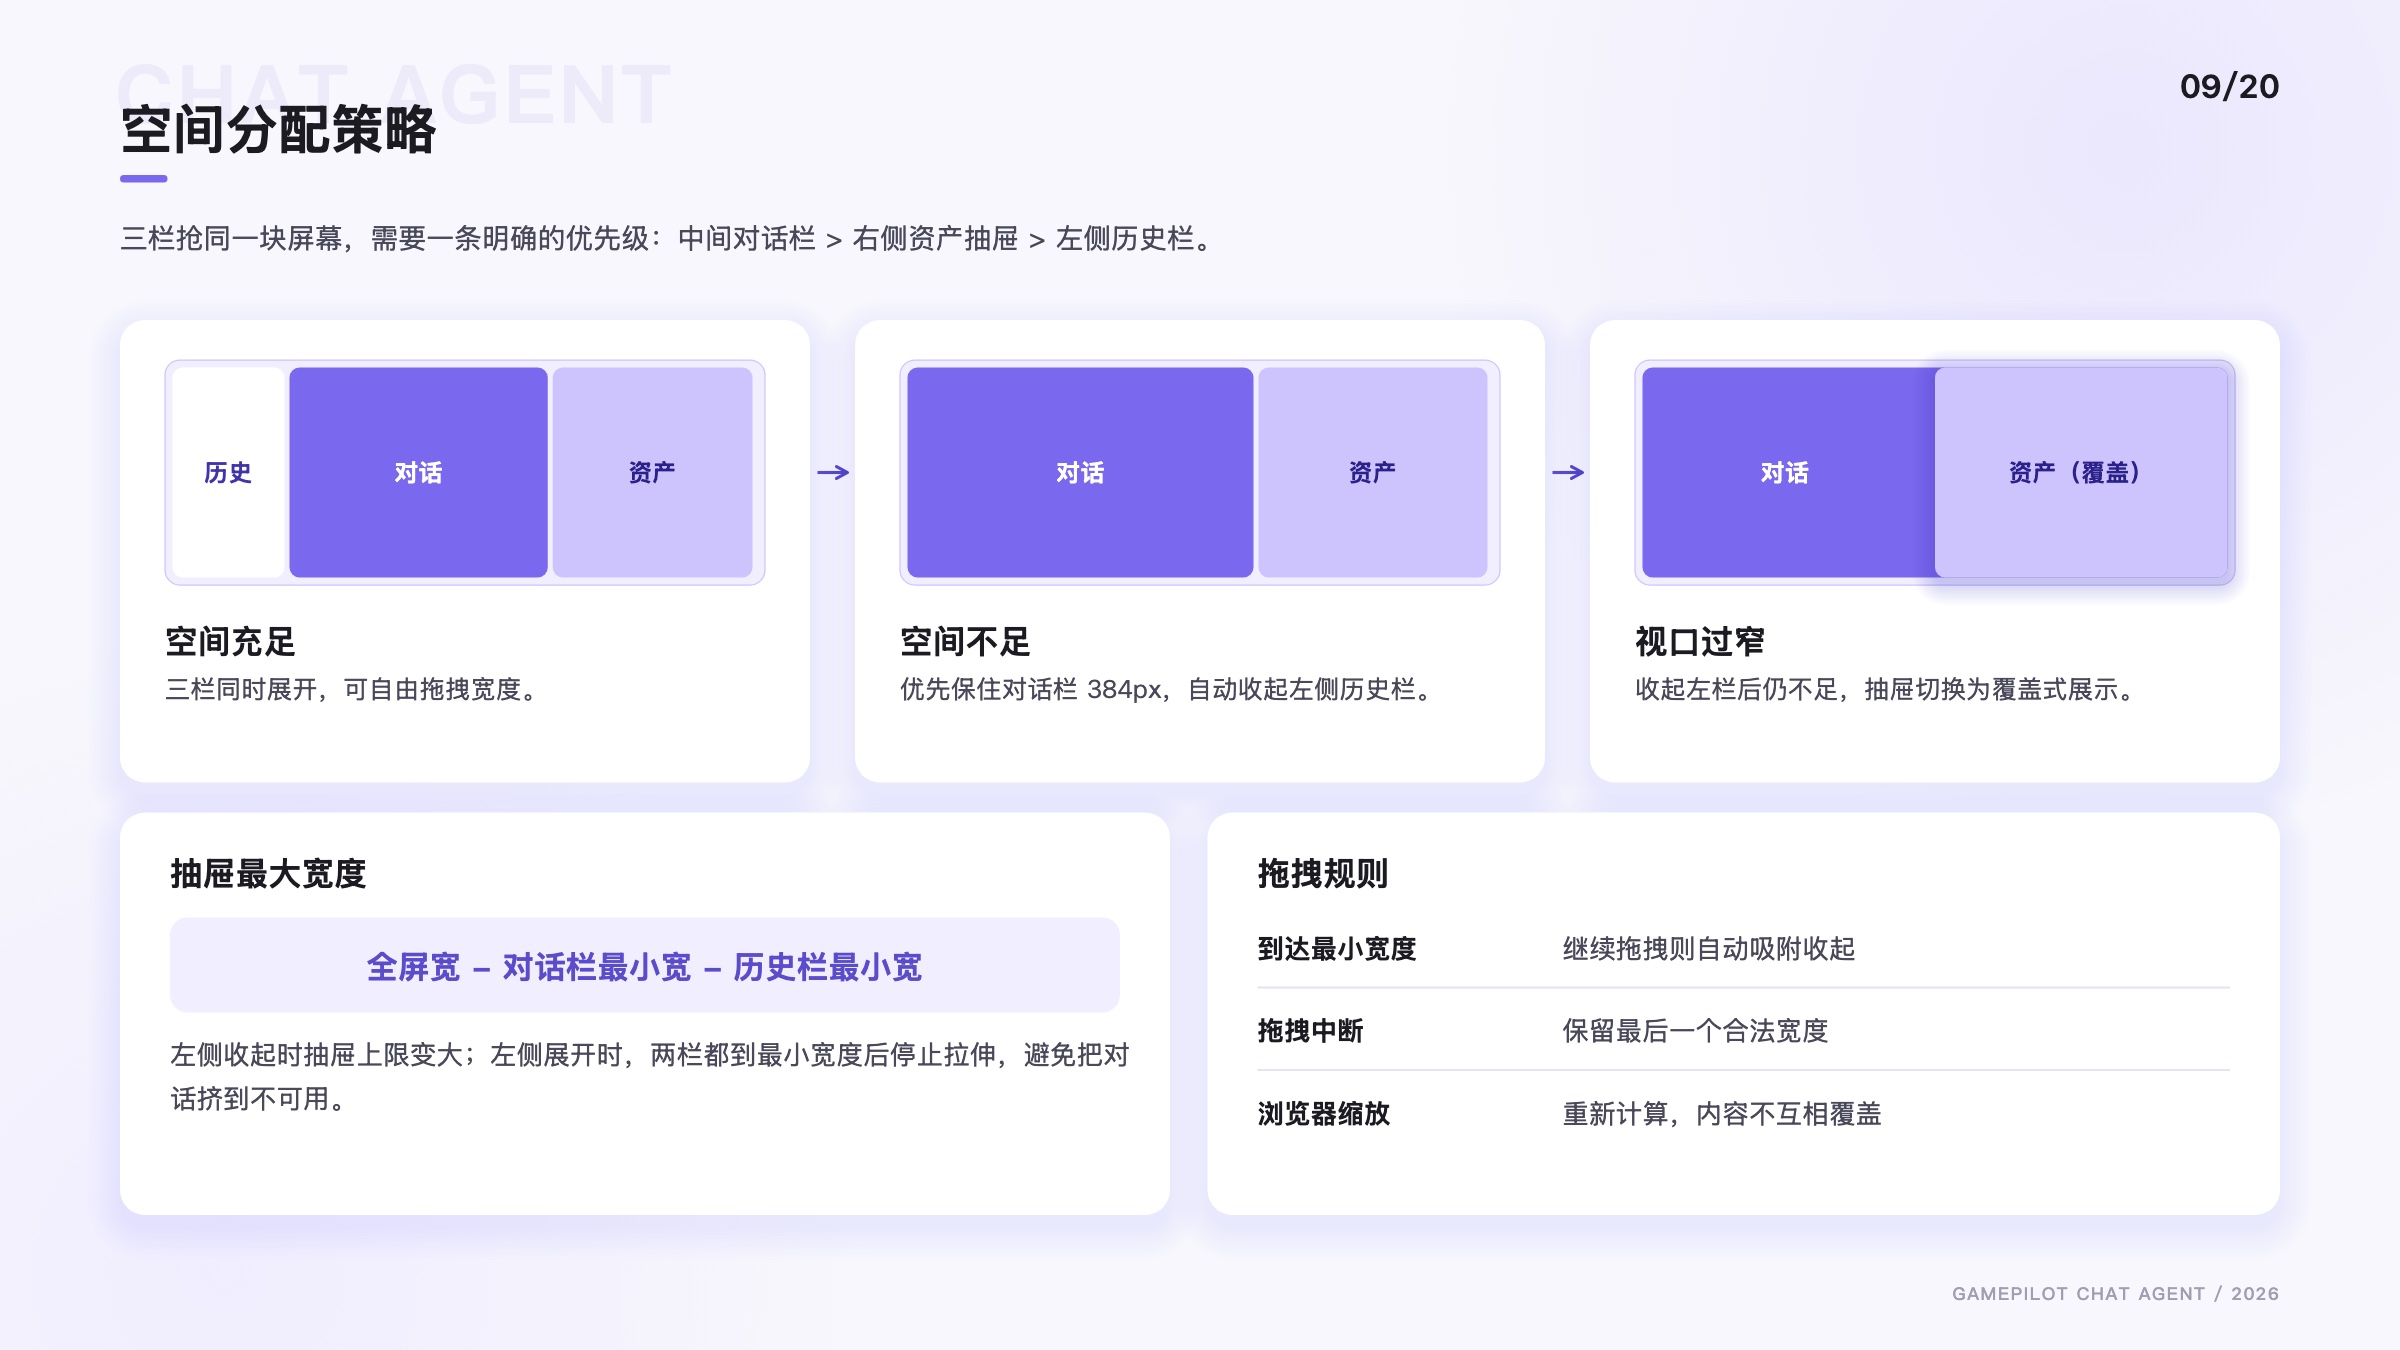 CHAT AGENT
09/20
空间分配策略
三栏抢同一块屏幕，需要一条明确的优先级：中间对话栏 > 右侧资产抽屉 > 左侧历史栏。
历史
对话
资产
对话
资产
对话
资产（覆盖）
空间充足
三栏同时展开，可自由拖拽宽度。
空间不足
优先保住对话栏 384px，自动收起左侧历史栏。
视口过窄
收起左栏后仍不足，抽屉切换为覆盖式展示。
抽屉最大宽度
全屏宽 – 对话栏最小宽 – 历史栏最小宽
左侧收起时抽屉上限变大；左侧展开时，两栏都到最小宽度后停止拉伸，避免把对
话挤到不可用。
拖拽规则
到达最小宽度
继续拖拽则自动吸附收起
拖拽中断
保留最后一个合法宽度
浏览器缩放
重新计算，内容不互相覆盖
GAMEPILOT CHAT AGENT / 2026